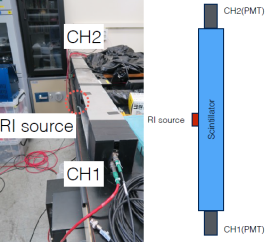 CH2
RI source
CH1
CH2(PMT)
RI source
Scintillator
CH1(PMT)